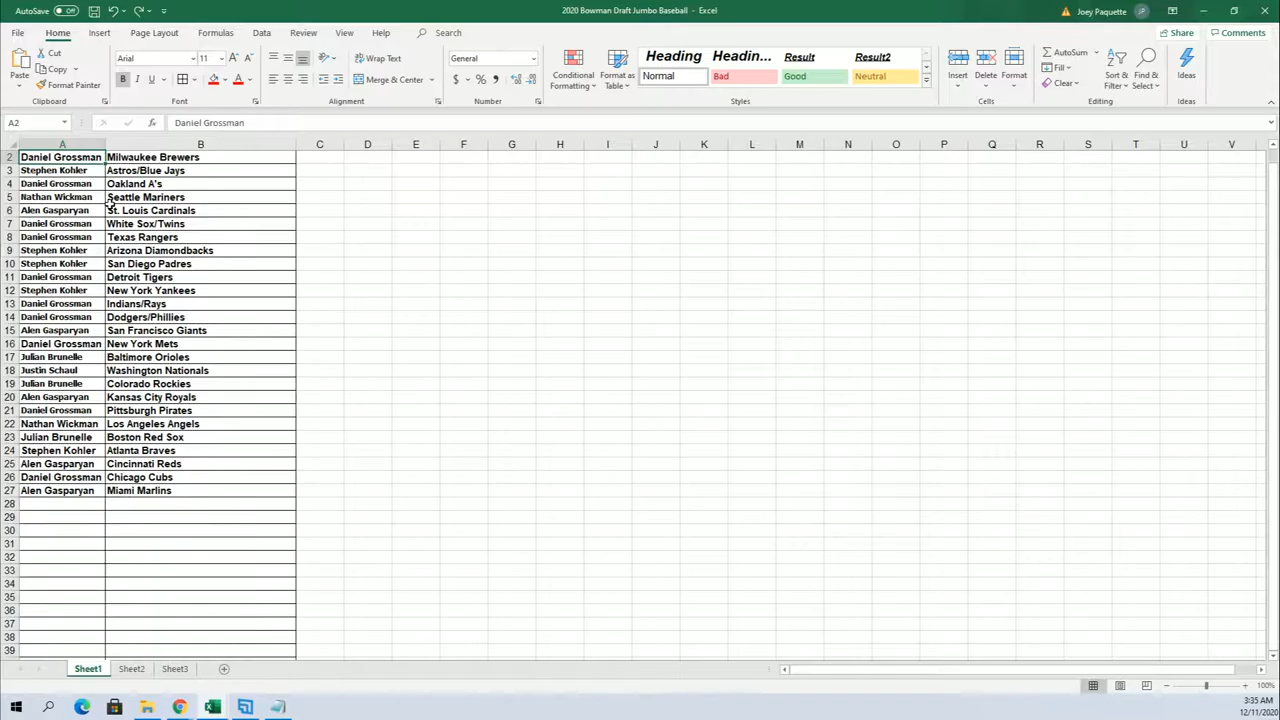 AutoSave Off 2020 Bowman Draft Jumbo Baseball - Excel Joey Paquette JP
File Home Insert Page Layout Formulas Data Review View Help Search Share Comments
Paste Cut Copy Format Painter Clipboard
Arial 11 A A B I U A Font
Wrap Text Merge & Center Alignment
General $ % , Number
Conditional Formatting Format as Table
Heading Headin... Result Result2
Normal Bad Good Neutral
Styles
Insert Delete Format Cells
AutoSum Fill Clear Sort & Filter Find & Select Editing
Ideas Ideas
A2 fx Daniel Grossman
A B C D E F G H I J K L M N O P Q R S T U V
2 Daniel Grossman Milwaukee Brewers
3 Stephen Kohler Astros/Blue Jays
4 Daniel Grossman Oakland A's
5 Nathan Wickman Seattle Mariners
6 Alen Gasparyan St. Louis Cardinals
7 Daniel Grossman White Sox/Twins
8 Daniel Grossman Texas Rangers
9 Stephen Kohler Arizona Diamondbacks
10 Stephen Kohler San Diego Padres
11 Daniel Grossman Detroit Tigers
12 Stephen Kohler New York Yankees
13 Daniel Grossman Indians/Rays
14 Daniel Grossman Dodgers/Phillies
15 Alen Gasparyan San Francisco Giants
16 Daniel Grossman New York Mets
17 Julian Brunelle Baltimore Orioles
18 Justin Schaul Washington Nationals
19 Julian Brunelle Colorado Rockies
20 Alen Gasparyan Kansas City Royals
21 Daniel Grossman Pittsburgh Pirates
22 Nathan Wickman Los Angeles Angels
23 Julian Brunelle Boston Red Sox
24 Stephen Kohler Atlanta Braves
25 Alen Gasparyan Cincinnati Reds
26 Daniel Grossman Chicago Cubs
27 Alen Gasparyan Miami Marlins
28
29
30
31
32
33
34
35
36
37
38
39
Sheet1 Sheet2 Sheet3
100%
3:35 AM
12/11/2020